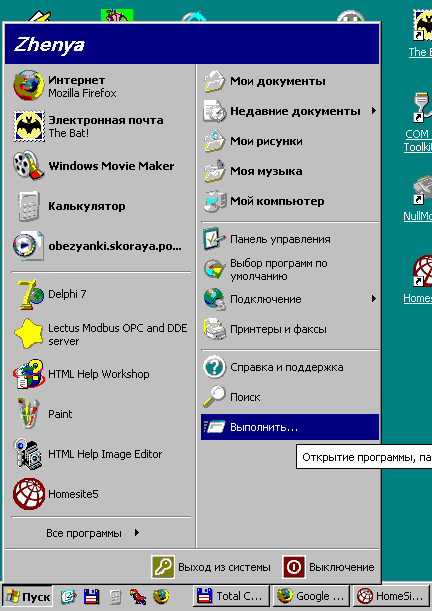 Zhenya
Интернет
Mozilla Firefox
Электронная почта
The Bat!
Windows Movie Maker
Калькулятор
obezyanki.skoraya.po...
Delphi 7
Lectus Modbus OPC and DDE
server
HTML Help Workshop
Paint
HTML Help Image Editor
Homesite5
Все программы
Мои документы
Недавние документы
Мои рисунки
Моя музыка
Мой компьютер
Панель управления
Выбор программ по
умолчанию
Подключение
Принтеры и факсы
Справка и поддержка
Поиск
Выполнить...
Открытие программы, па
Выход из системы
Выключение
The B
COM
Toolkit
NullMo
Homes
Пуск
Total C...
Google ...
HomeSi...